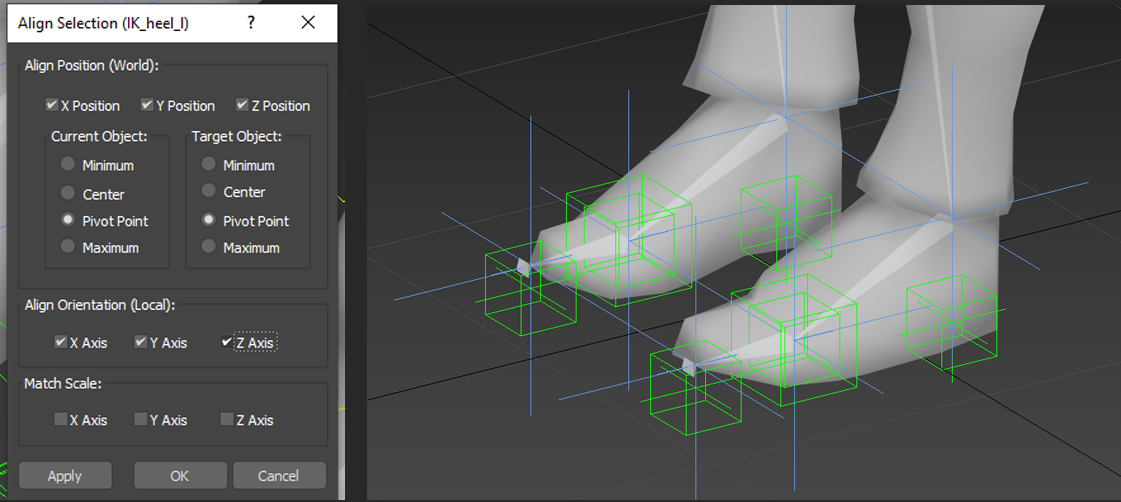 Align Selection (IK_heel_l) ?
Align Position (World):
X Position Y Position Z Position
Current Object: Target Object:
Minimum Minimum
Center Center
Pivot Point Pivot Point
Maximum Maximum
Align Orientation (Local):
X Axis Y Axis Z Axis
Match Scale:
X Axis Y Axis Z Axis
Apply OK Cancel